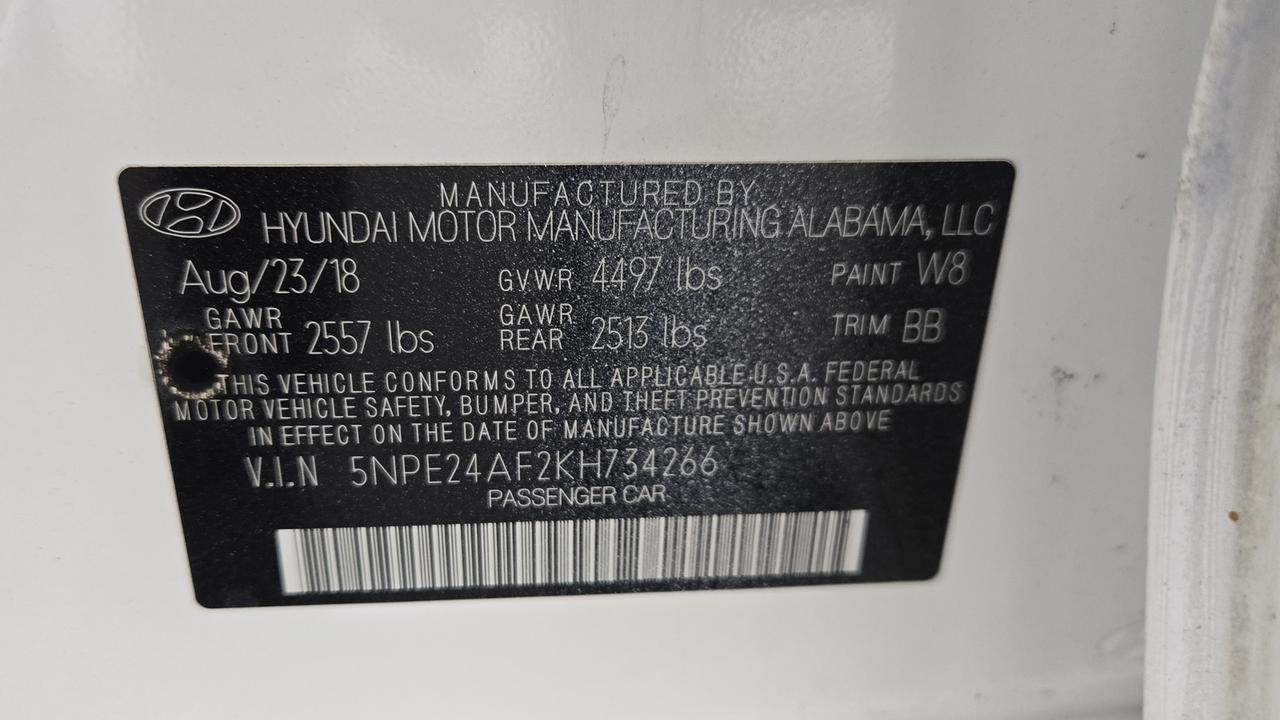 MANUFACTURED BY
HYUNDAI MOTOR MANUFACTURING ALABAMA, LLC
Aug/23/18 GVWR 4497 lbs PAINT W8
GAWR FRONT 2557 lbs GAWR REAR 2513 lbs TRIM BB
THIS VEHICLE CONFORMS TO ALL APPLICABLE U.S.A. FEDERAL
MOTOR VEHICLE SAFETY, BUMPER, AND THEFT PREVENTION STANDARDS
IN EFFECT ON THE DATE OF MANUFACTURE SHOWN ABOVE
V.I.N 5NPE24AF2KH734266
PASSENGER CAR